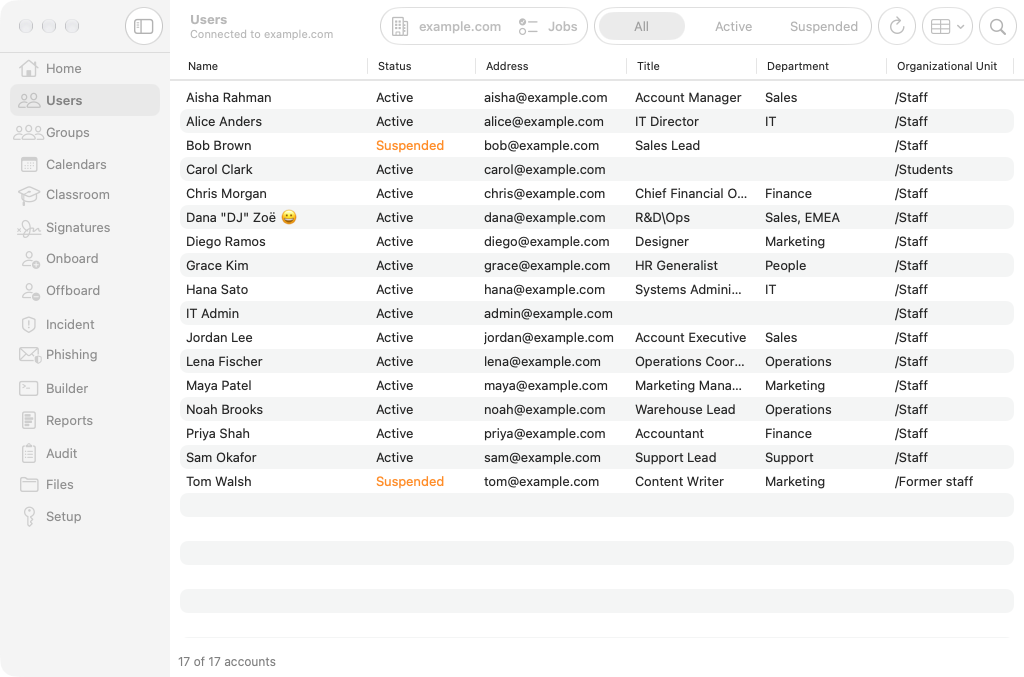 Users
Connected to example.com
example.com Jobs All Active Suspended
Home
Users
Groups
Calendars
Classroom
Signatures
Onboard
Offboard
Incident
Phishing
Builder
Reports
Audit
Files
Setup
Name Status Address Title Department Organizational Unit
Aisha Rahman Active aisha@example.com Account Manager Sales /Staff
Alice Anders Active alice@example.com IT Director IT /Staff
Bob Brown Suspended bob@example.com Sales Lead /Staff
Carol Clark Active carol@example.com /Students
Chris Morgan Active chris@example.com Chief Financial O... Finance /Staff
Dana "DJ" Zoë 😀 Active dana@example.com R&D\Ops Sales, EMEA /Staff
Diego Ramos Active diego@example.com Designer Marketing /Staff
Grace Kim Active grace@example.com HR Generalist People /Staff
Hana Sato Active hana@example.com Systems Admini... IT /Staff
IT Admin Active admin@example.com /Staff
Jordan Lee Active jordan@example.com Account Executive Sales /Staff
Lena Fischer Active lena@example.com Operations Coor... Operations /Staff
Maya Patel Active maya@example.com Marketing Mana... Marketing /Staff
Noah Brooks Active noah@example.com Warehouse Lead Operations /Staff
Priya Shah Active priya@example.com Accountant Finance /Staff
Sam Okafor Active sam@example.com Support Lead Support /Staff
Tom Walsh Suspended tom@example.com Content Writer Marketing /Former staff
17 of 17 accounts